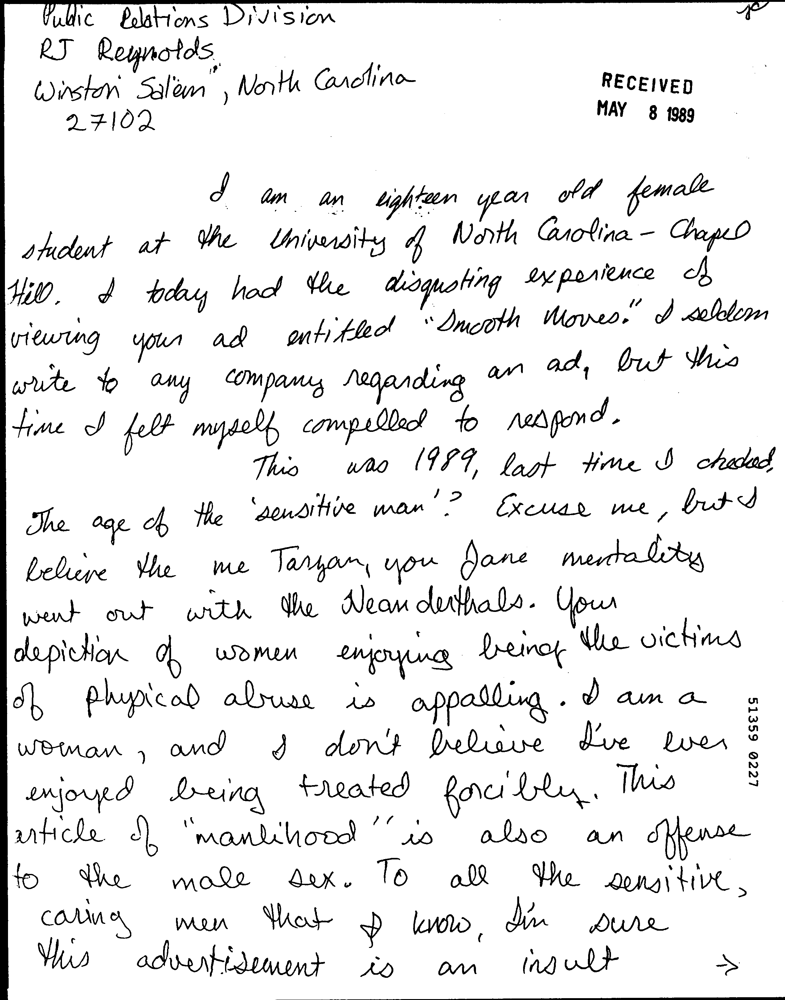 Public Relations Division
RJ Reynolds
Winston Salem, North Carolina
27102
RECEIVED
MAY 8 1989
I am an eighteen year old female
student at the University of North Carolina - Chapel
Hill. I today had the disgusting experience of
viewing your ad entitled "Smooth Moves." I seldom
write to any company regarding an ad, but this
time I felt myself compelled to respond.
This was 1989, last time I checked,
The age of the 'sensitive man'? Excuse me, but I
believe the me Tarzan, you Jane mentality
went out with the Neanderthals. Your
depiction of women enjoying being the victims
of physical abuse is appalling. I am a
woman, and I don't believe I've ever
enjoyed being treated forcibly. This
article of "manlihood" is also an offense
to the male sex. To all the sensitive,
caring men that I know, I'm sure
this advertisement is an insult →
51359 0227